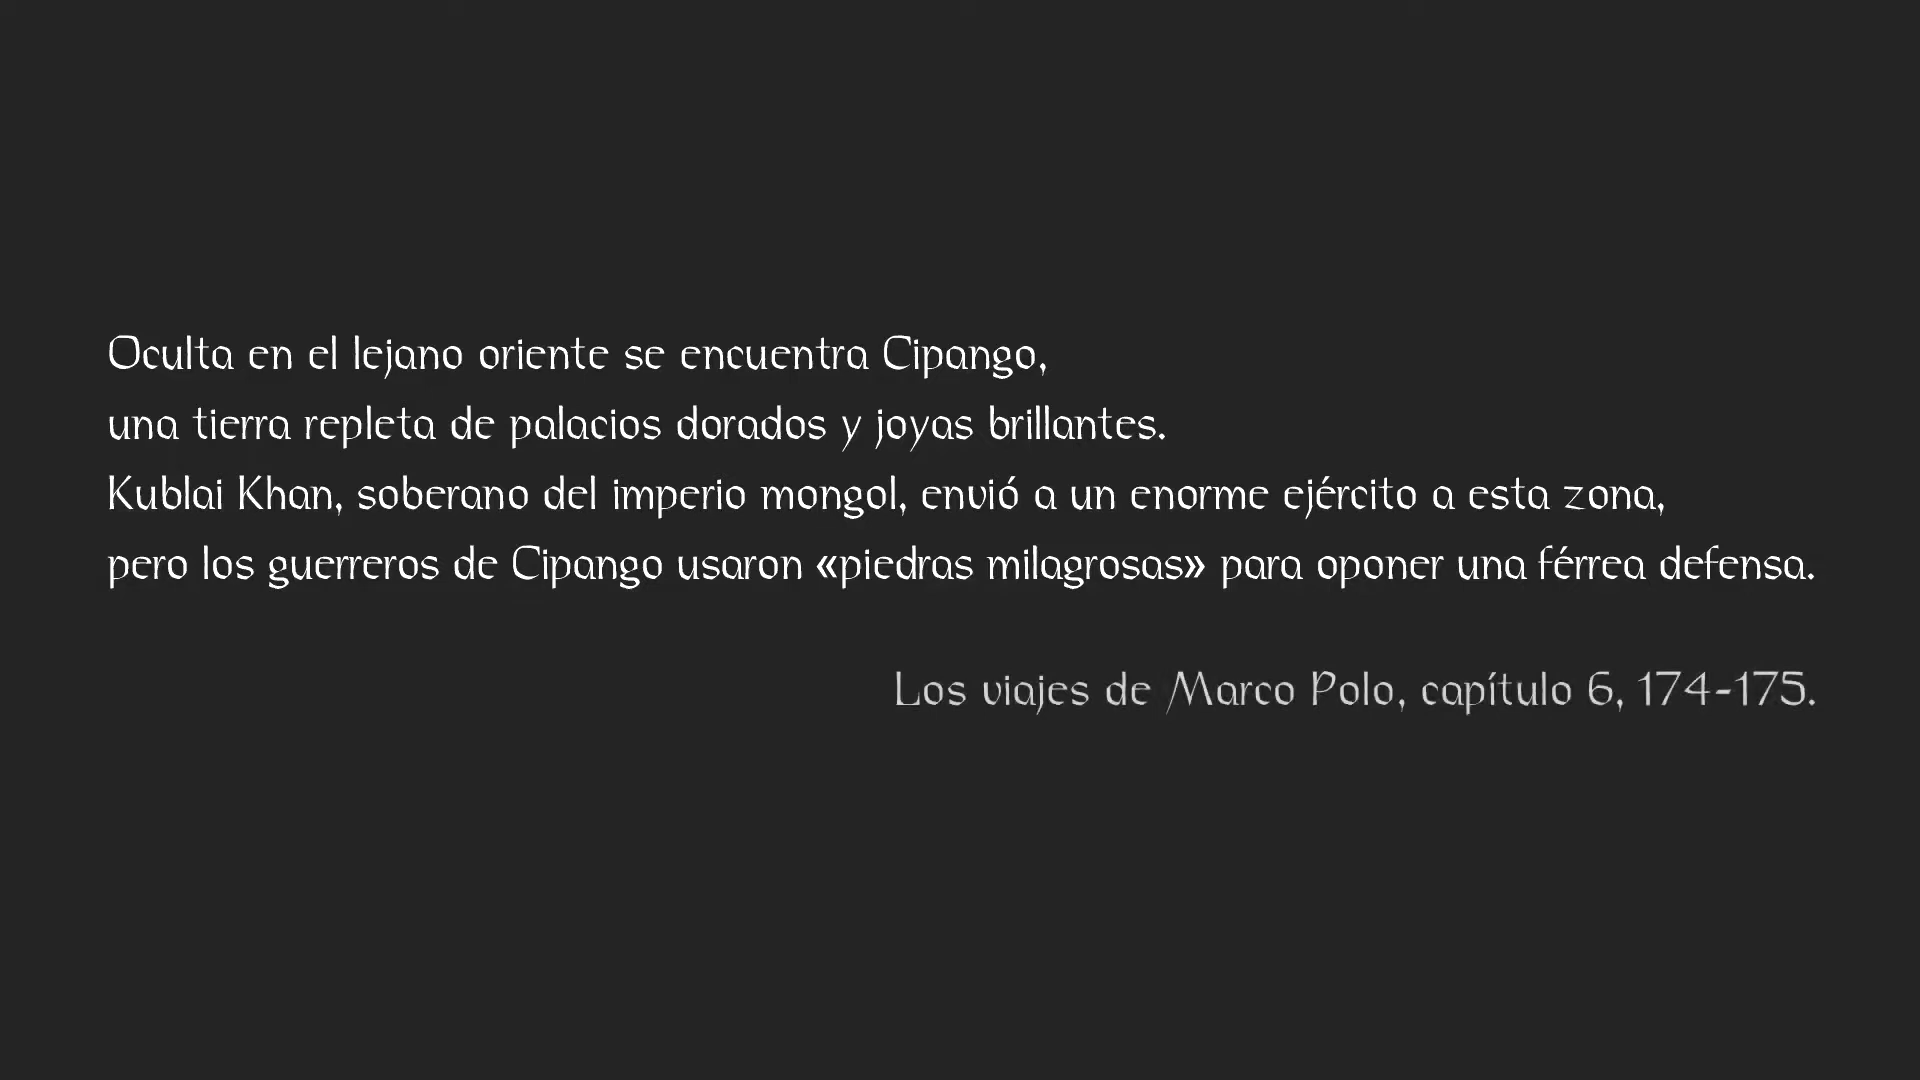 Oculta en el lejano oriente se encuentra Cipango,
una tierra repleta de palacios dorados y joyas brillantes.
Kublai Khan, soberano del imperio mongol, envió a un enorme ejército a esta zona,
pero los guerreros de Cipango usaron «piedras milagrosas» para oponer una férrea defensa.
Los viajes de Marco Polo, capítulo 6, 174-175.